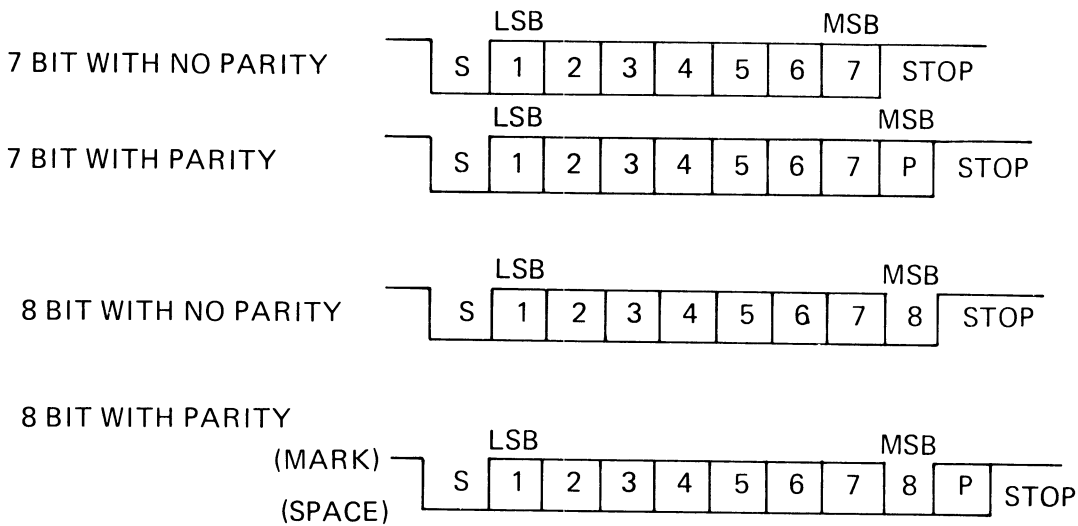 LSB MSB
7 BIT WITH NO PARITY S 1 2 3 4 5 6 7 STOP
LSB MSB
7 BIT WITH PARITY S 1 2 3 4 5 6 7 P STOP
LSB MSB
8 BIT WITH NO PARITY S 1 2 3 4 5 6 7 8 STOP
8 BIT WITH PARITY
LSB MSB
(MARK)
S 1 2 3 4 5 6 7 8 P STOP
(SPACE)